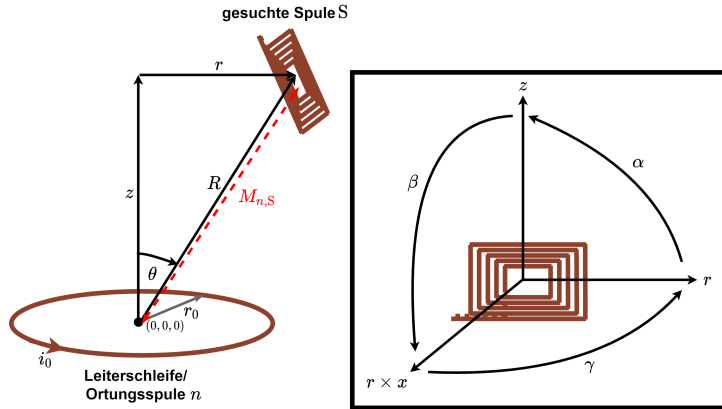 gesuchte Spule S
r
z
R
M_{n,S}
θ
r_0
(0, 0, 0)
i_0
Leiterschleife/
Ortungsspule n
z
β
α
r
γ
r × x